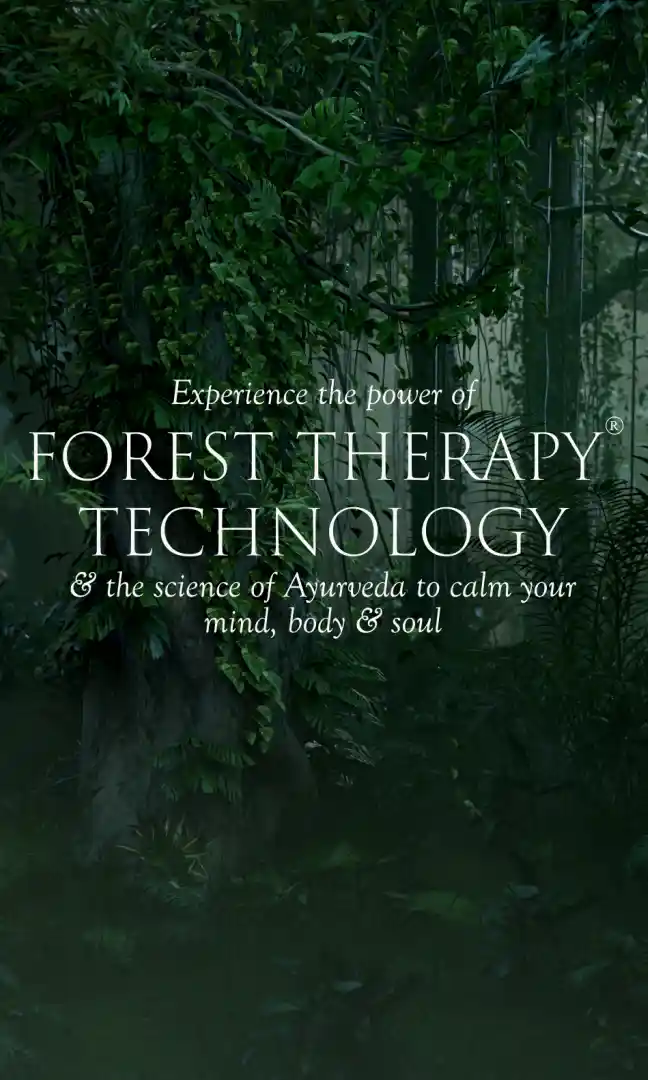 Experience the power of
FOREST THERAPY®
TECHNOLOGY
& the science of Ayurveda to calm your
mind, body & soul